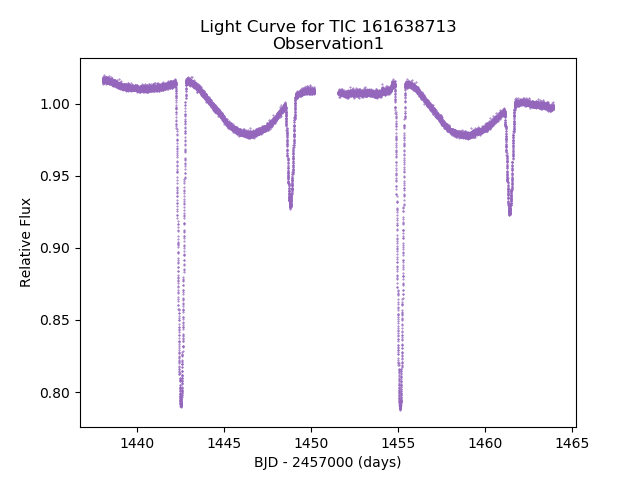 Light Curve for TIC 161638713
Observation1
1.00
0.95
0.90
0.85
0.80
Relative Flux
1440 1445 1450 1455 1460 1465
BJD - 2457000 (days)